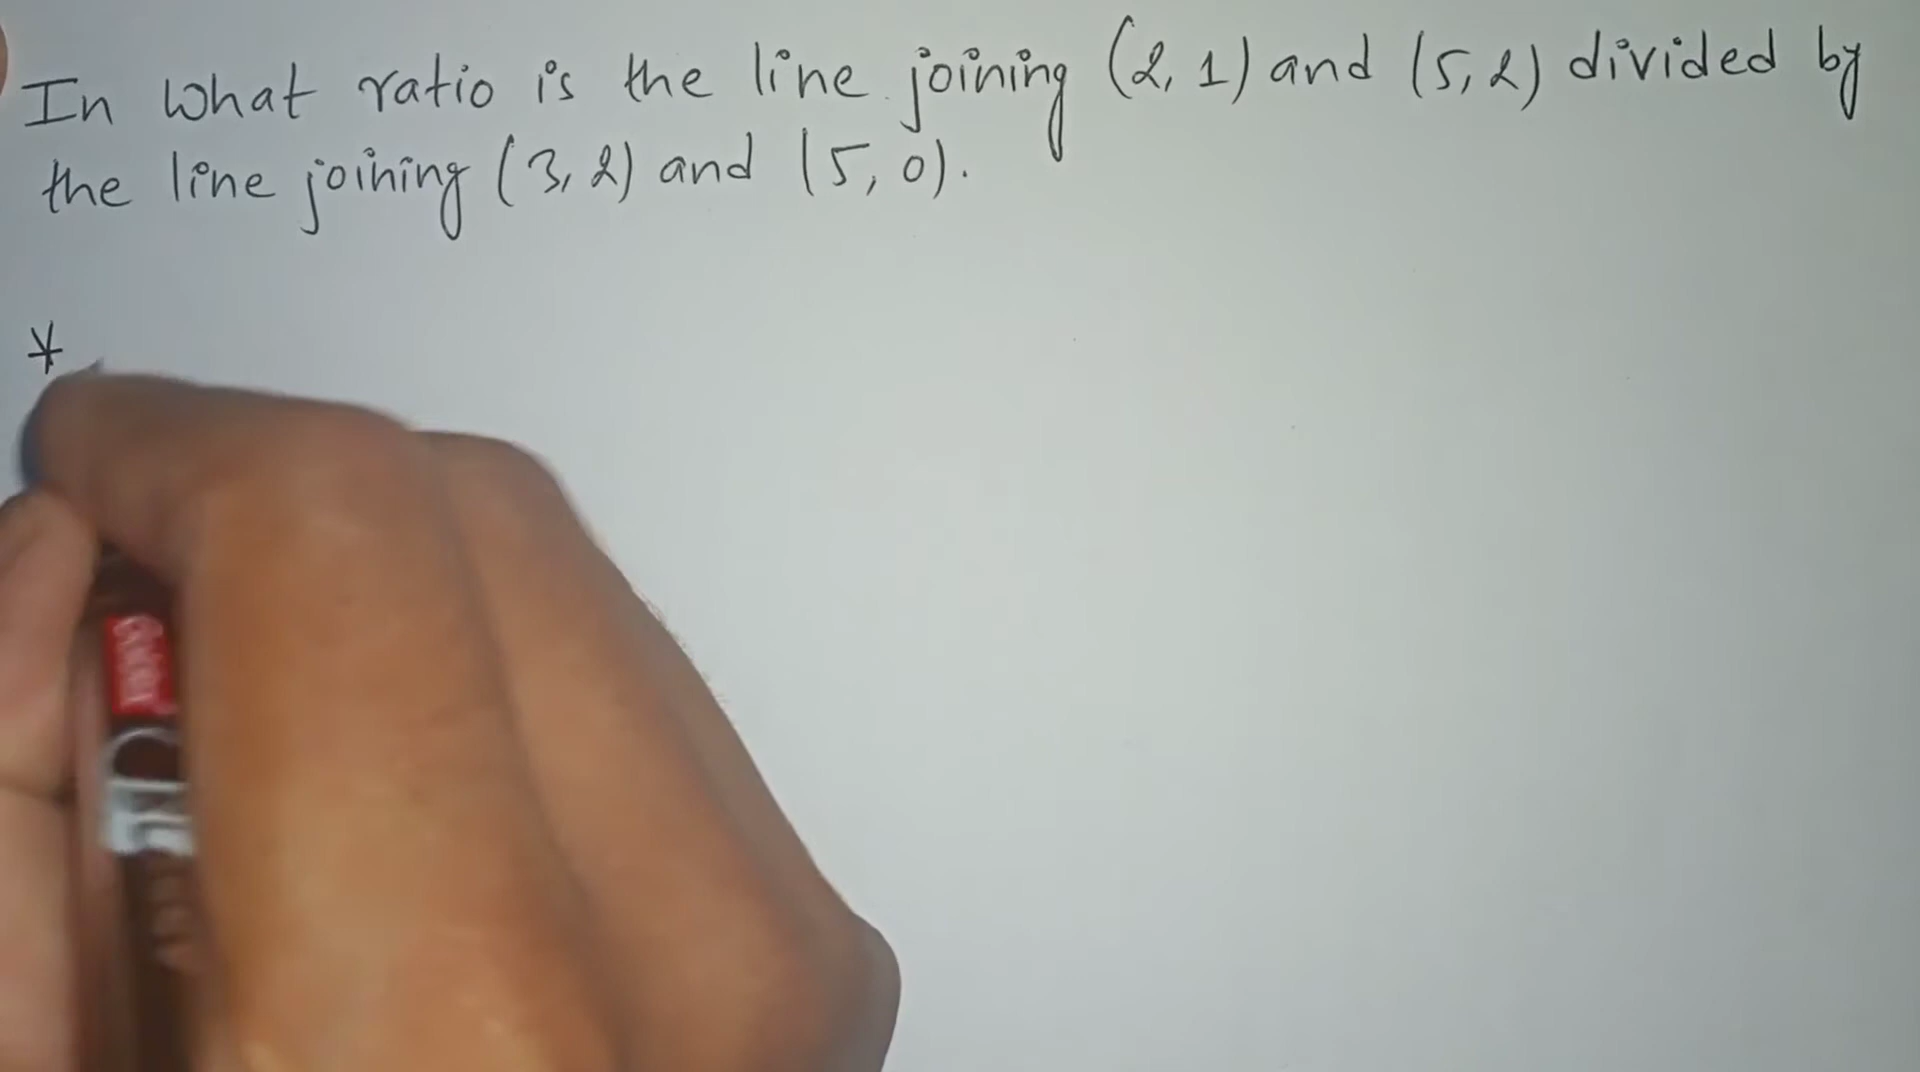 In what ratio is the line joining (2, 1) and (5, 2) divided by
the line joining (3, 2) and (5, 0).